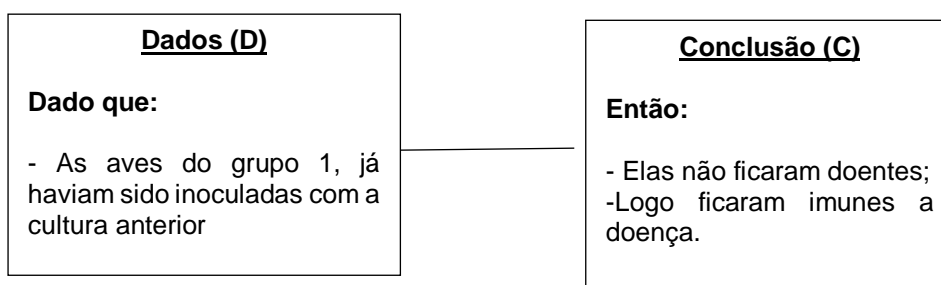 Dados (D)
Dado que:
- As aves do grupo 1, já
haviam sido inoculadas com a
cultura anterior
Conclusão (C)
Então:
- Elas não ficaram doentes;
-Logo ficaram imunes a
doença.